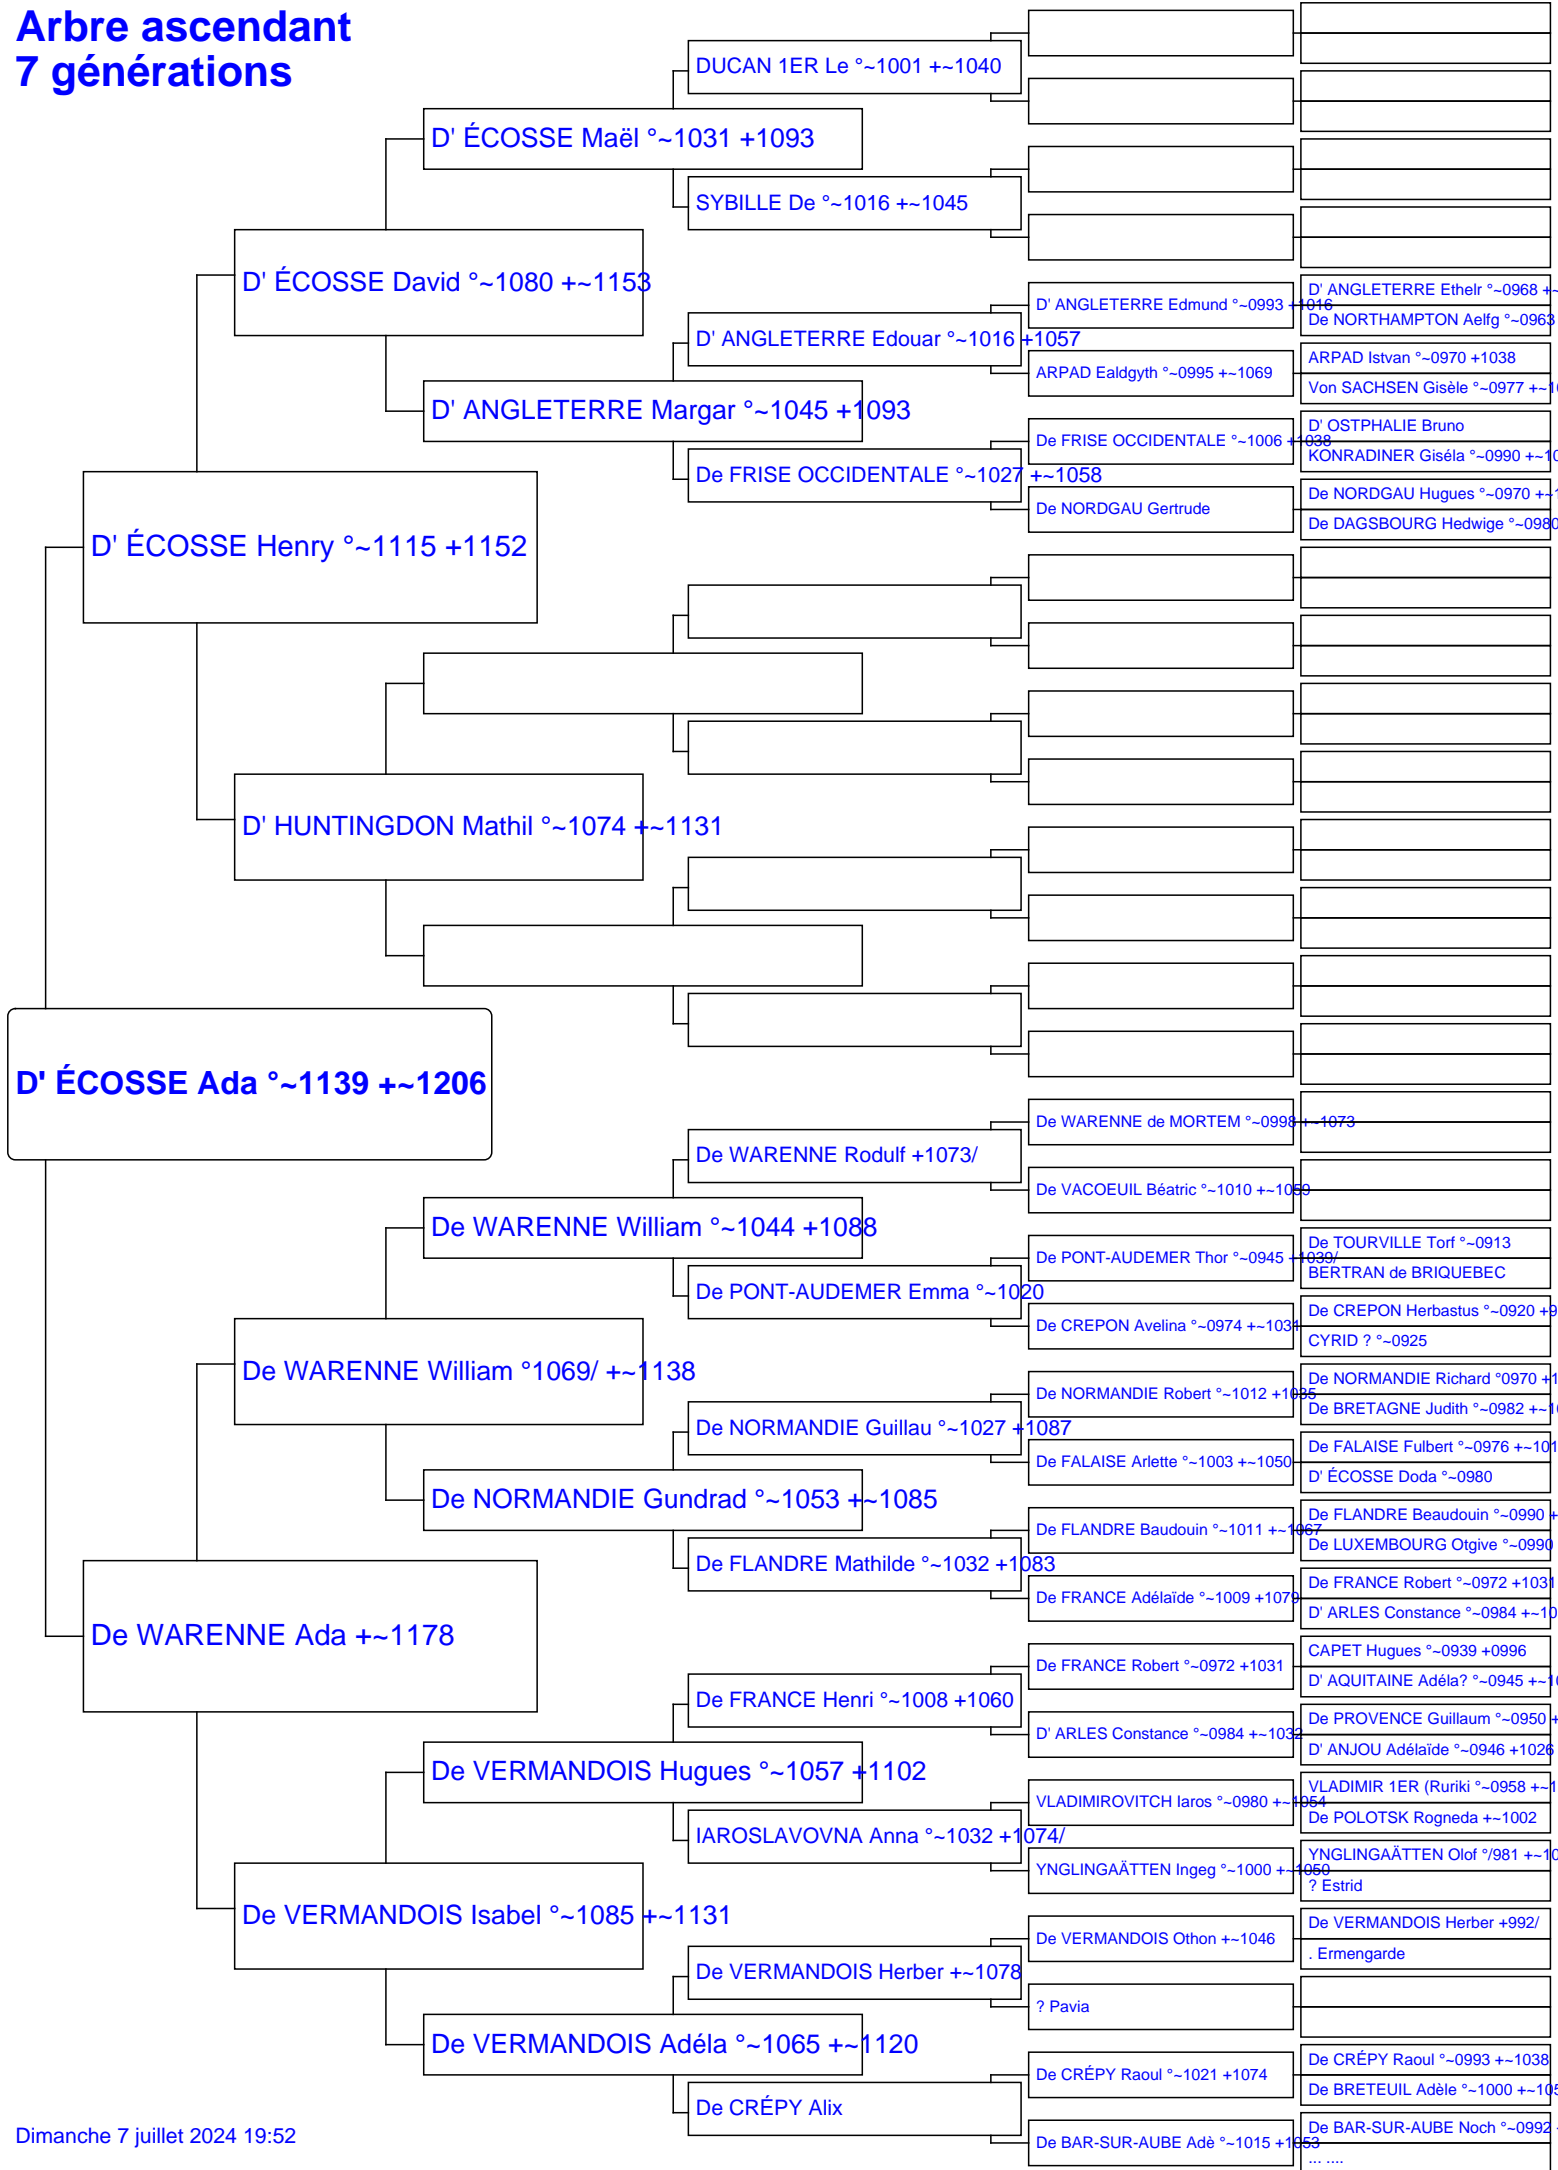 Arbre ascendant
7 générations
DUCAN 1ER Le °~1001 +~1040
D' ÉCOSSE Maël °~1031 +1093
SYBILLE De °~1016 +~1045
D' ÉCOSSE David °~1080 +~1153
D' ANGLETERRE Ethelr °~0968 +~
D' ANGLETERRE Edmund °~0993 +1016
De NORTHAMPTON Aelfg °~0963
D' ANGLETERRE Edouar °~1016 +1057
ARPAD Istvan °~0970 +1038
ARPAD Ealdgyth °~0995 +~1069
Von SACHSEN Gisèle °~0977 +~1
D' ANGLETERRE Margar °~1045 +1093
D' OSTPHALIE Bruno
De FRISE OCCIDENTALE °~1006 +1038
KONRADINER Giséla °~0990 +~10
De FRISE OCCIDENTALE °~1027 +~1058
De NORDGAU Hugues °~0970 +~1
De NORDGAU Gertrude
De DAGSBOURG Hedwige °~0980
D' ÉCOSSE Henry °~1115 +1152
D' HUNTINGDON Mathil °~1074 +~1131
D' ÉCOSSE Ada °~1139 +~1206
De WARENNE de MORTEM °~0998 +~1073
De WARENNE Rodulf +1073/
De VACOEUIL Béatric °~1010 +~1059
De WARENNE William °~1044 +1088
De TOURVILLE Torf °~0913
De PONT-AUDEMER Thor °~0945 +1039/
BERTRAN de BRIQUEBEC
De PONT-AUDEMER Emma °~1020
De CREPON Herbastus °~0920 +9
De CREPON Avelina °~0974 +~1031
CYRID ? °~0925
De WARENNE William °1069/ +~1138
De NORMANDIE Richard °0970 +1
De NORMANDIE Robert °~1012 +1035
De BRETAGNE Judith °~0982 +~1
De NORMANDIE Guillau °~1027 +1087
De FALAISE Fulbert °~0976 +~101
De FALAISE Arlette °~1003 +~1050
D' ÉCOSSE Doda °~0980
De NORMANDIE Gundrad °~1053 +~1085
De FLANDRE Beaudouin °~0990 +
De FLANDRE Baudouin °~1011 +~1067
De LUXEMBOURG Otgive °~0990
De FLANDRE Mathilde °~1032 +1083
De FRANCE Robert °~0972 +1031
De FRANCE Adélaïde °~1009 +1079
D' ARLES Constance °~0984 +~10
De WARENNE Ada +~1178
CAPET Hugues °~0939 +0996
De FRANCE Robert °~0972 +1031
D' AQUITAINE Adéla? °~0945 +~1
De FRANCE Henri °~1008 +1060
De PROVENCE Guillaum °~0950 +
D' ARLES Constance °~0984 +~1032
D' ANJOU Adélaïde °~0946 +1026
De VERMANDOIS Hugues °~1057 +1102
VLADIMIR 1ER (Ruriki °~0958 +~1
VLADIMIROVITCH Iaros °~0980 +~1054
De POLOTSK Rogneda +~1002
IAROSLAVOVNA Anna °~1032 +1074/
YNGLINGAÄTTEN Olof °/981 +~10
YNGLINGAÄTTEN Ingeg °~1000 +~1050
? Estrid
De VERMANDOIS Isabel °~1085 +~1131
De VERMANDOIS Herber +992/
De VERMANDOIS Othon +~1046
. Ermengarde
De VERMANDOIS Herber +~1078
? Pavia
De VERMANDOIS Adéla °~1065 +~1120
De CRÉPY Raoul °~0993 +~1038
De CRÉPY Raoul °~1021 +1074
De BRETEUIL Adèle °~1000 +~105
De CRÉPY Alix
De BAR-SUR-AUBE Noch °~0992
De BAR-SUR-AUBE Adè °~1015 +1053
... ....
Dimanche 7 juillet 2024 19:52